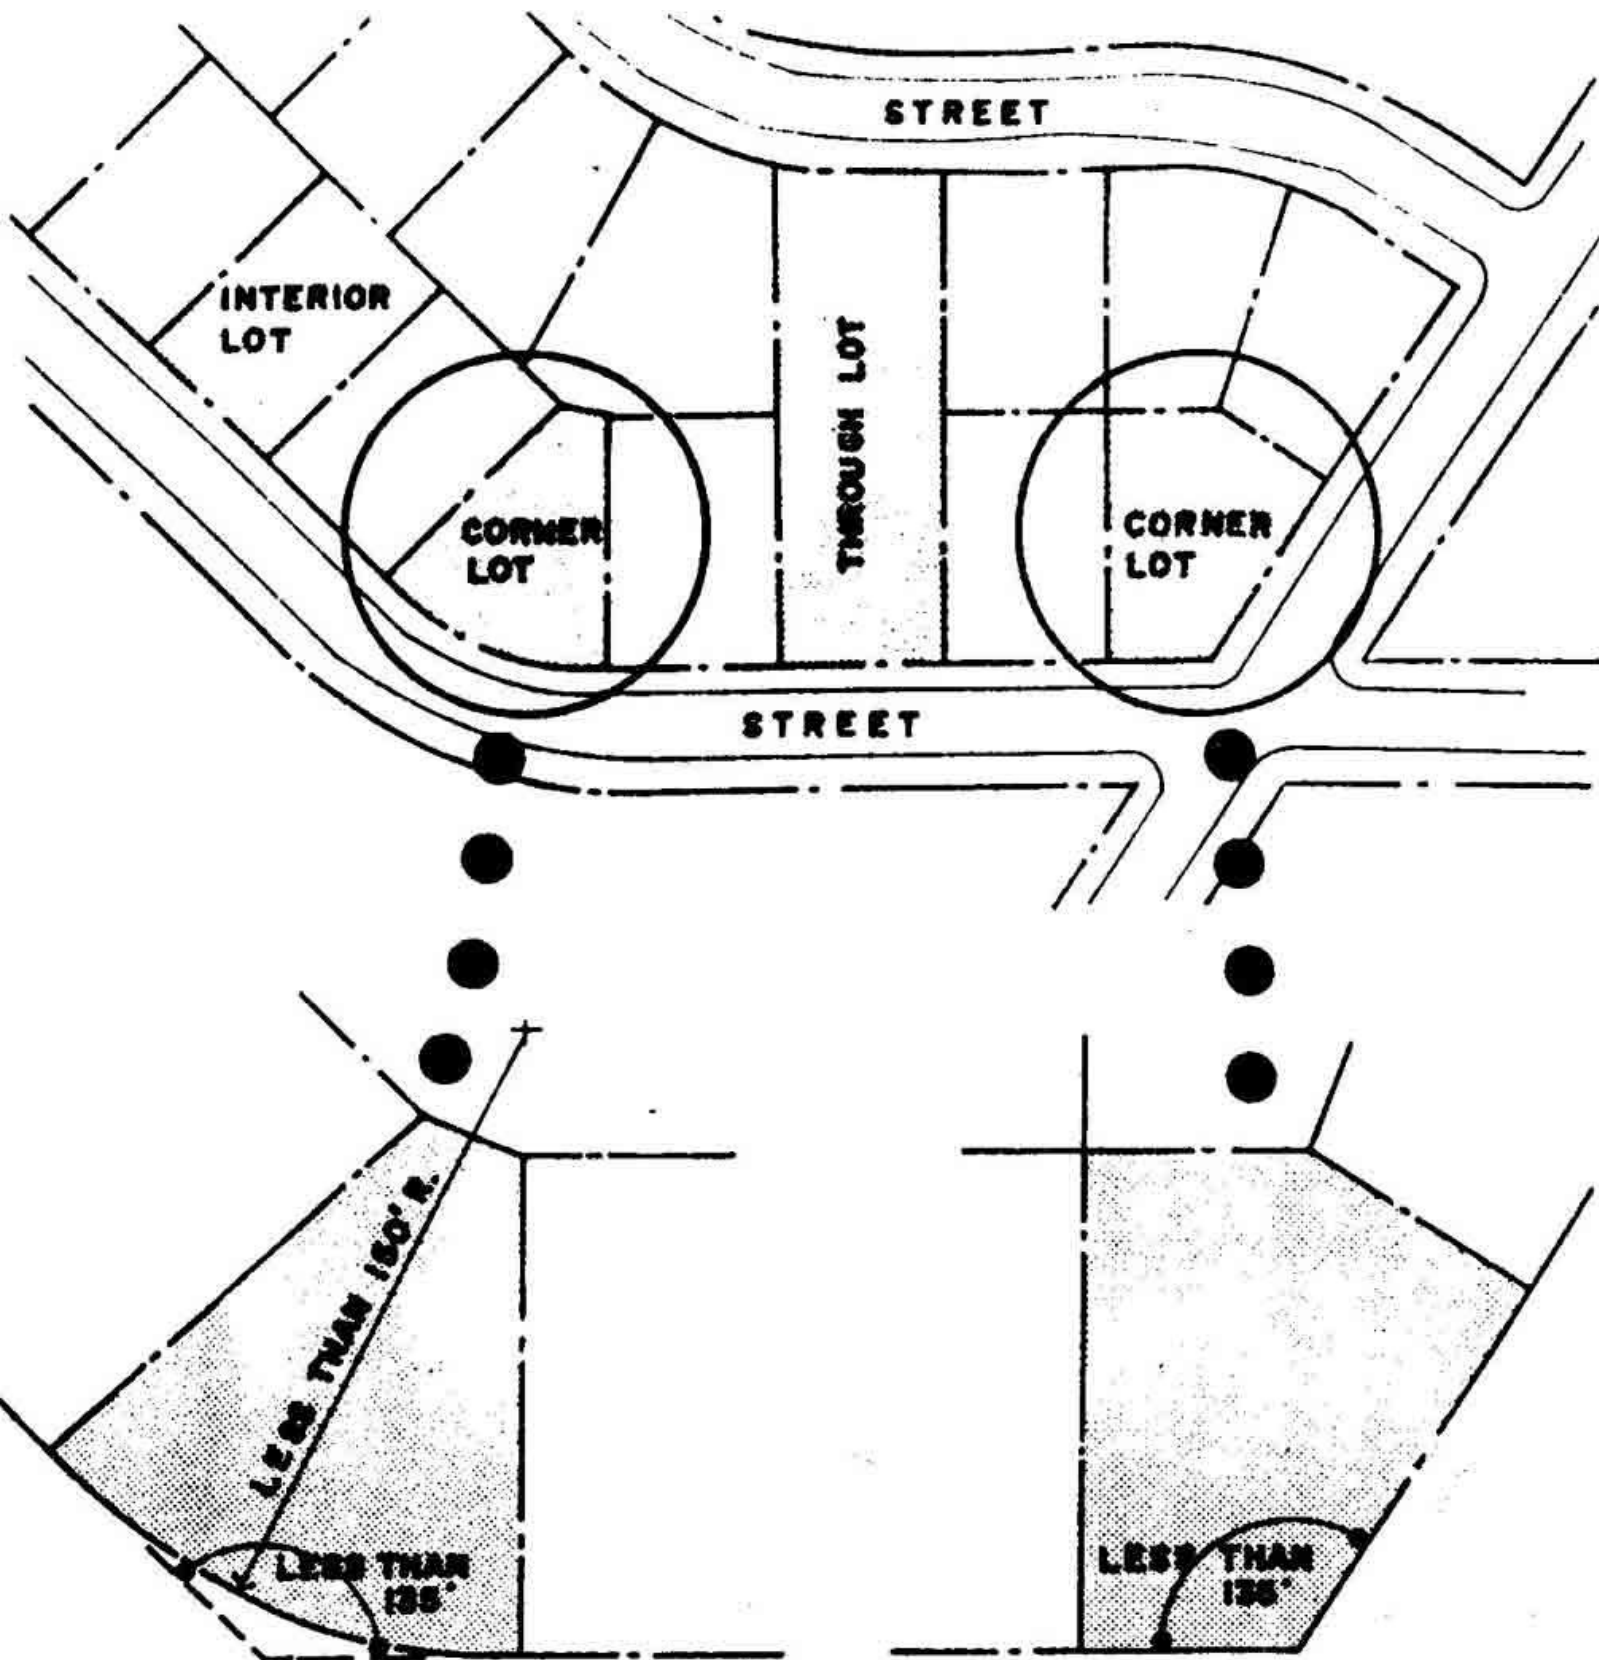 STREET
INTERIOR
LOT
THROUGH LOT
CORNER
LOT
CORNER
LOT
STREET
LESS THAN 150' R.
LESS THAN
135°
LESS THAN
135°